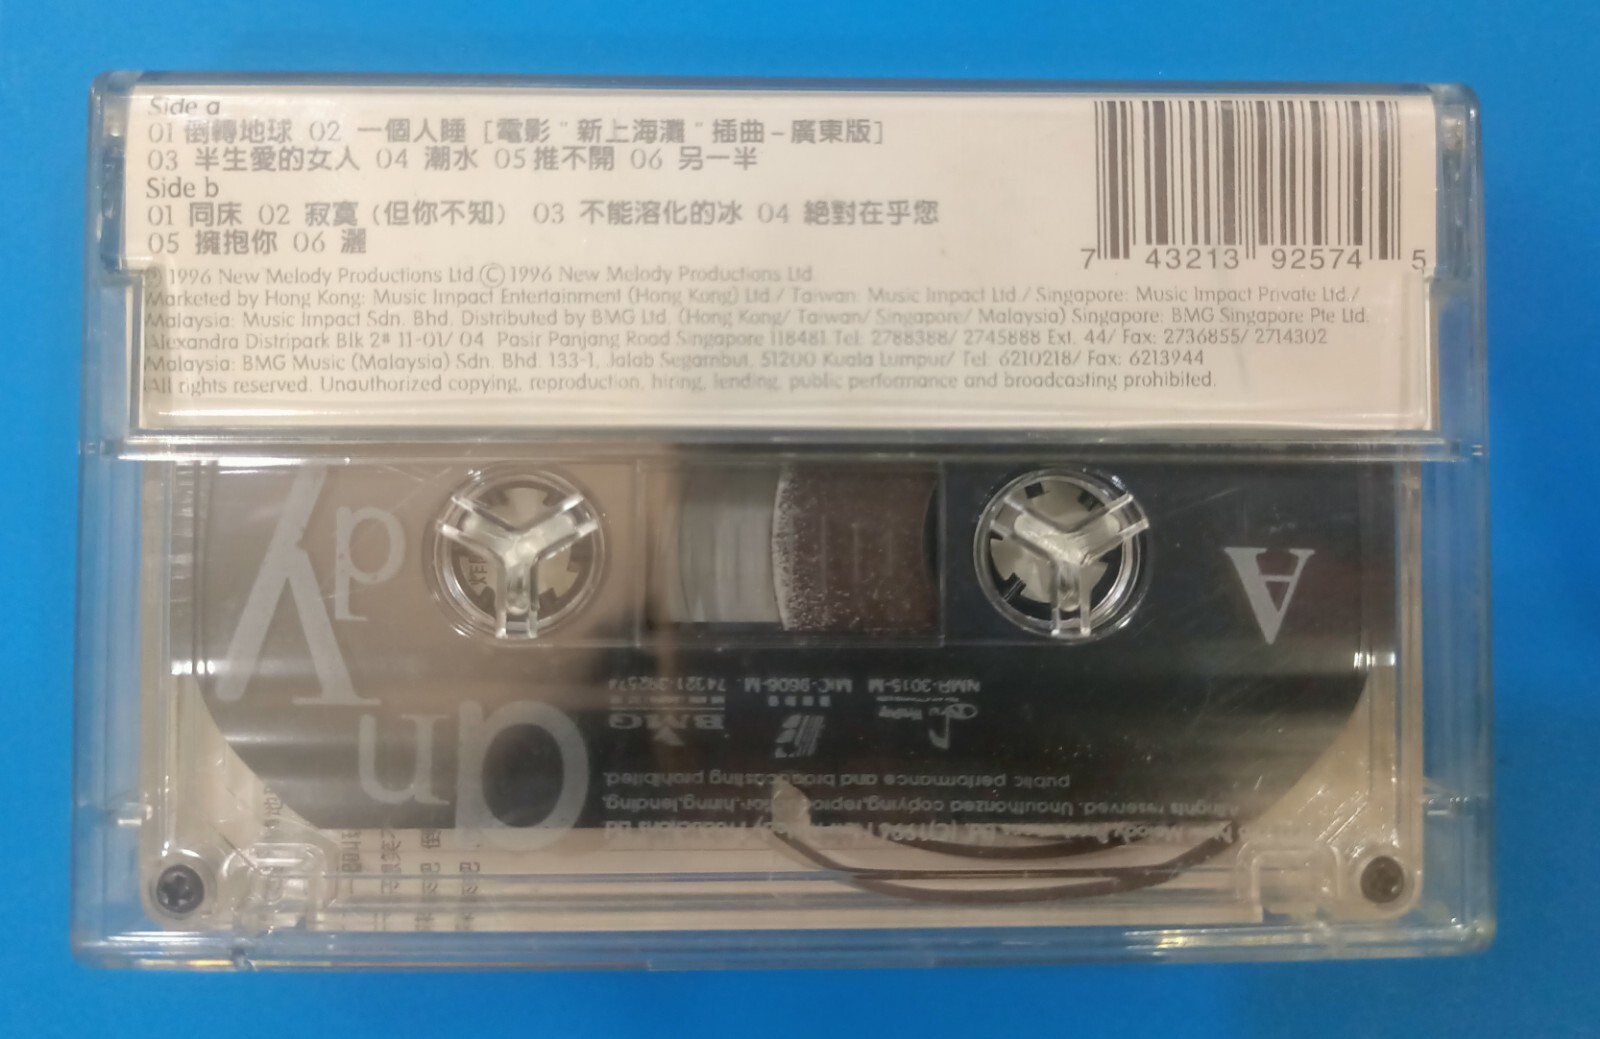 Side a
01 倒轉地球 02 一個人睡 [電影"新上海灘"插曲-廣東版]
03 半生愛的女人 04 潮水 05 推不開 06 另一半
Side b
01 同床 02 寂寞 (但你不知) 03 不能溶化的冰 04 絕對在乎您
05 擁抱你 06 灑
℗ 1996 New Melody Productions Ltd © 1996 New Melody Productions Ltd
Marketed by Hong Kong: Music Impact Entertainment (Hong Kong) Ltd./ Taiwan: Music Impact Ltd./ Singapore: Music Impact Private Ltd./
Malaysia: Music Impact Sdn. Bhd. Distributed by BMG Ltd. (Hong Kong/ Taiwan/ Singapore/ Malaysia) Singapore: BMG Singapore Pte Ltd.
Alexandra Distripark Blk 2# 11-01/ 04 Pasir Panjang Road Singapore 118481 Tel: 2788388/ 2745888 Ext. 44/ Fax: 2736855/ 2714302
Malaysia: BMG Music (Malaysia) Sdn. Bhd. 133-1, Jalab Segambut, 51200 Kuala Lumpur/ Tel: 6210218/ Fax: 6213944
All rights reserved. Unauthorized copying, reproduction, hiring, lending, public performance and broadcasting prohibited.
7 43213 92574 5
A
andy
NMR-3015-M MIC-9606-M 74321-39257-4
BMG
All rights reserved. Unauthorized copying, reproduction, hiring, lending,
public performance and broadcasting prohibited.